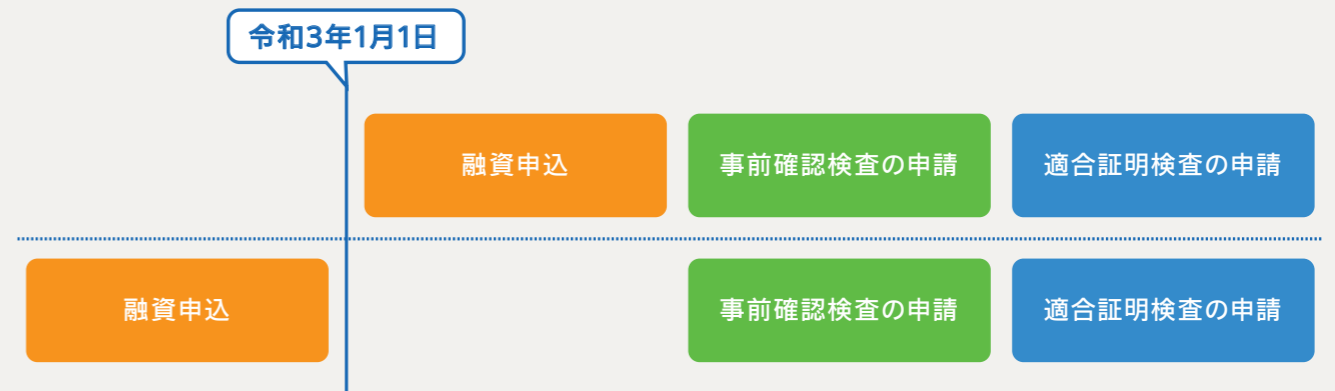 令和3年1月1日
融資申込
事前確認検査の申請
適合証明検査の申請
融資申込
事前確認検査の申請
適合証明検査の申請